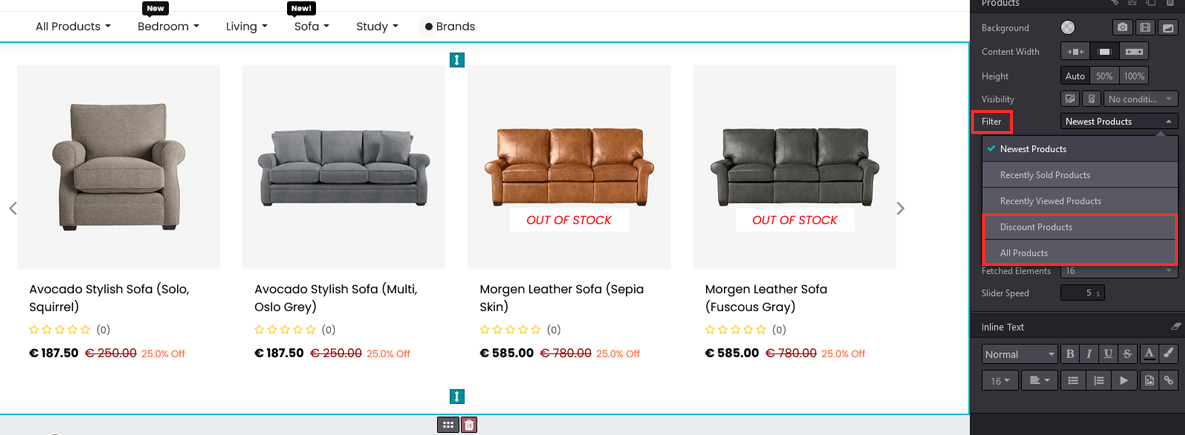 New
New!
All Products
Bedroom
Living
Sofa
Study
Brands
OUT OF STOCK
OUT OF STOCK
Avocado Stylish Sofa (Solo,
Squirrel)
(0)
€ 187.50 € 250.00 25.0% Off
Avocado Stylish Sofa (Multi,
Oslo Grey)
(0)
€ 187.50 € 250.00 25.0% Off
Morgen Leather Sofa (Sepia
Skin)
(0)
€ 585.00 € 780.00 25.0% Off
Morgen Leather Sofa
(Fuscous Gray)
(0)
€ 585.00 € 780.00 25.0% Off
Products
Background
Content Width
Height Auto 50% 100%
Visibility No conditi...
Filter Newest Products
Newest Products
Recently Sold Products
Recently Viewed Products
Discount Products
All Products
Fetched Elements 16
Slider Speed 5 s
Inline Text
Normal B I U S A
16